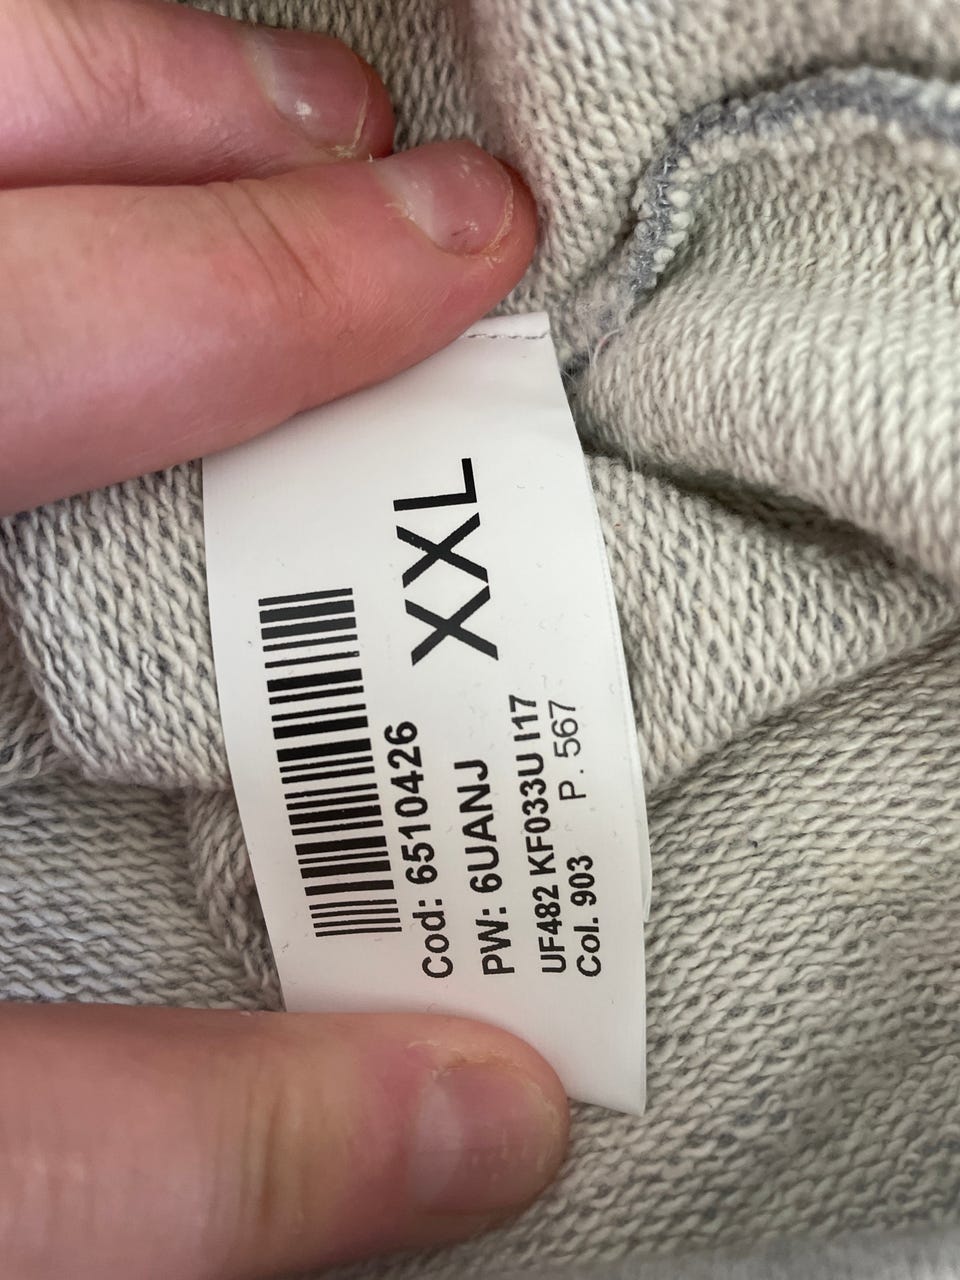 XXL
Cod: 6510426
PW: 6UANJ
UF482 KF033U I17
Col. 903 P. 567